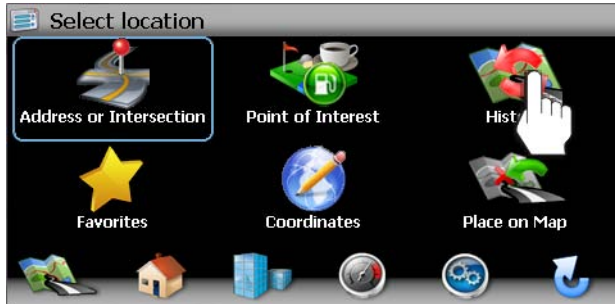 Select location
Address or Intersection
Point of Interest
Favorites
Coordinates
Place on Map